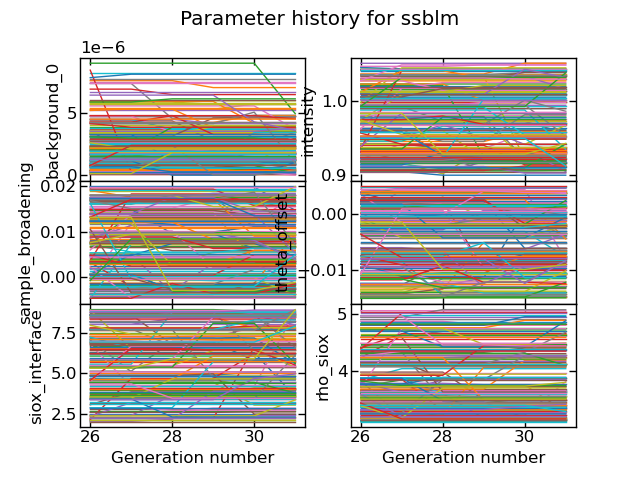 Parameter history for ssblm
1e−6
background_0
5
0
intensity
1.0
0.9
sample_broadening
0.02
0.01
0.00
theta_offset
0.00
−0.01
siox_interface
7.5
5.0
2.5
rho_siox
5
4
26 28 30
26 28 30
Generation number
Generation number